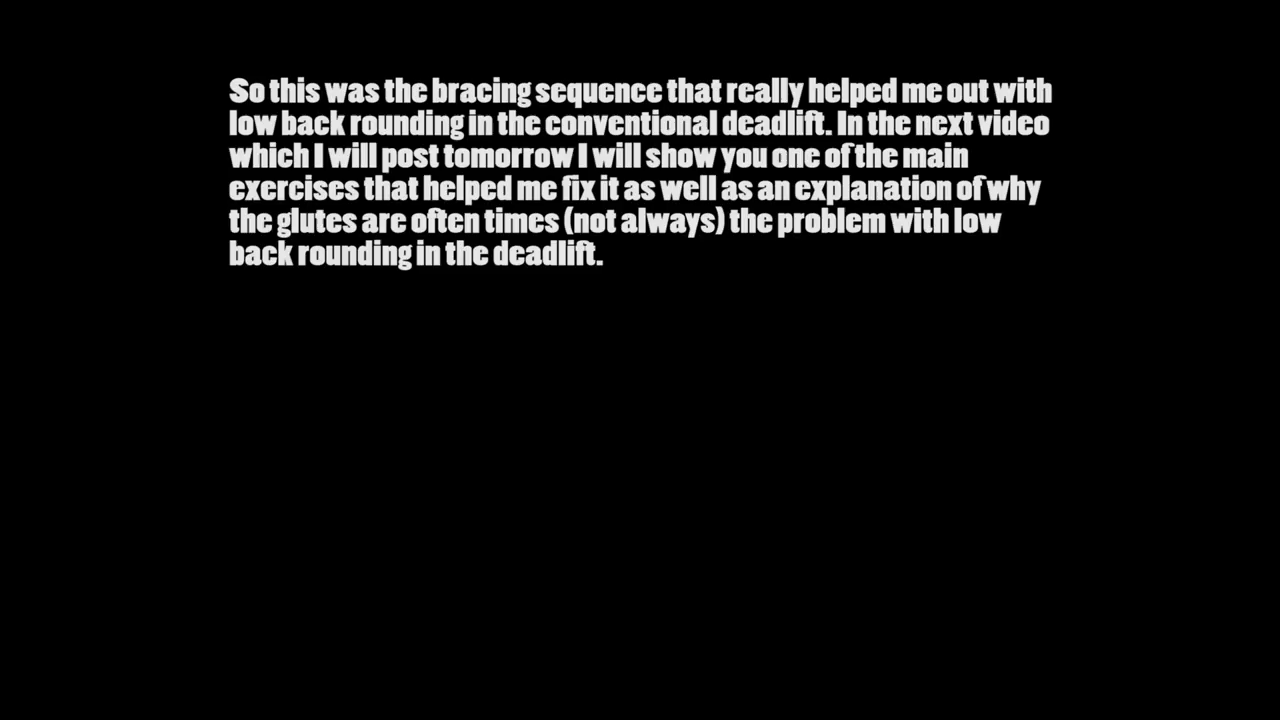 So this was the bracing sequence that really helped me out with
low back rounding in the conventional deadlift. In the next video
which I will post tomorrow I will show you one of the main
exercises that helped me fix it as well as an explanation of why
the glutes are often times (not always) the problem with low
back rounding in the deadlift.